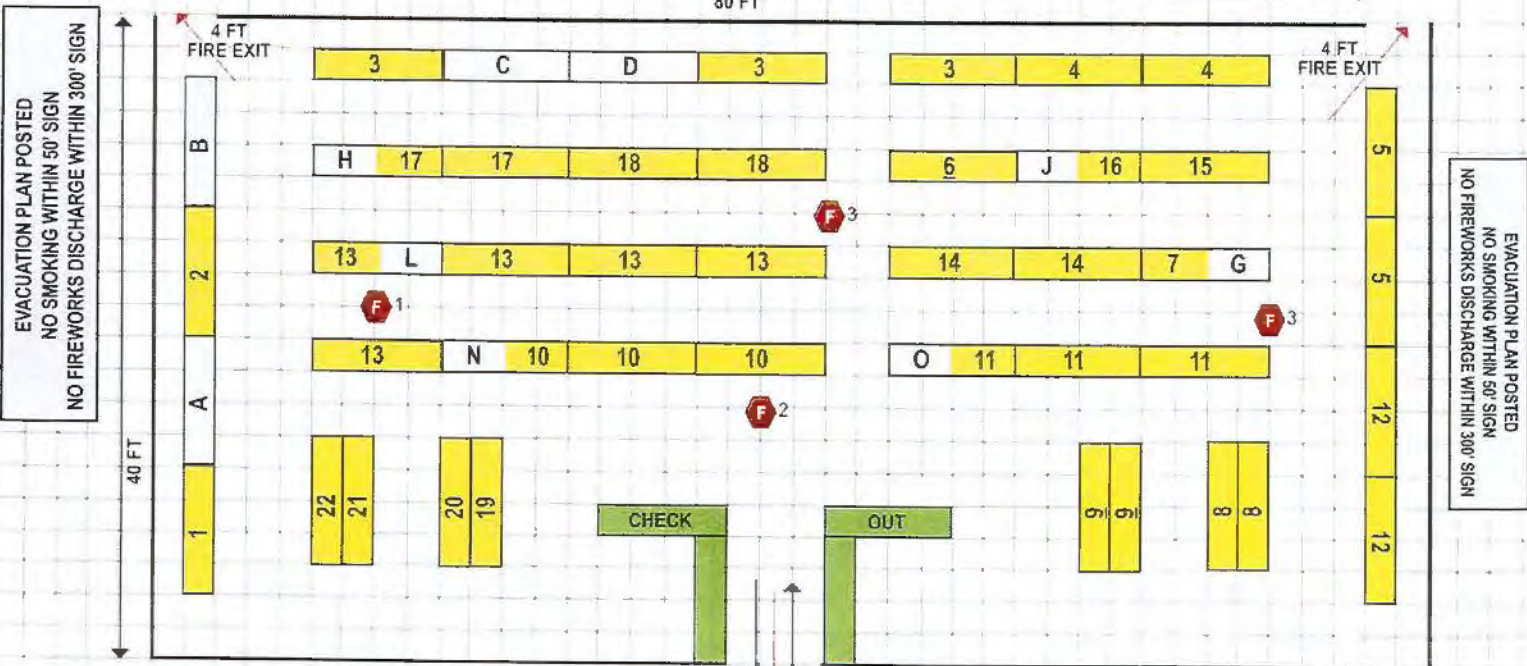 80 FT
EVACUATION PLAN POSTED
NO SMOKING WITHIN 50' SIGN
NO FIREWORKS DISCHARGE WITHIN 300' SIGN
40 FT
4 FT
FIRE EXIT
4 FT
FIRE EXIT
3 C D 3 3 4 4
B
H 17 17 18 18 6 J 16 15
5
F 3
2
13 L 13 13 13 14 14 7 G
5
F 1
F 3
13 N 10 10 10 O 11 11 11
A
12
F 2
1
22 21 20 19
CHECK OUT
9 9 8 8
12
EVACUATION PLAN POSTED
NO SMOKING WITHIN 50' SIGN
NO FIREWORKS DISCHARGE WITHIN 300' SIGN